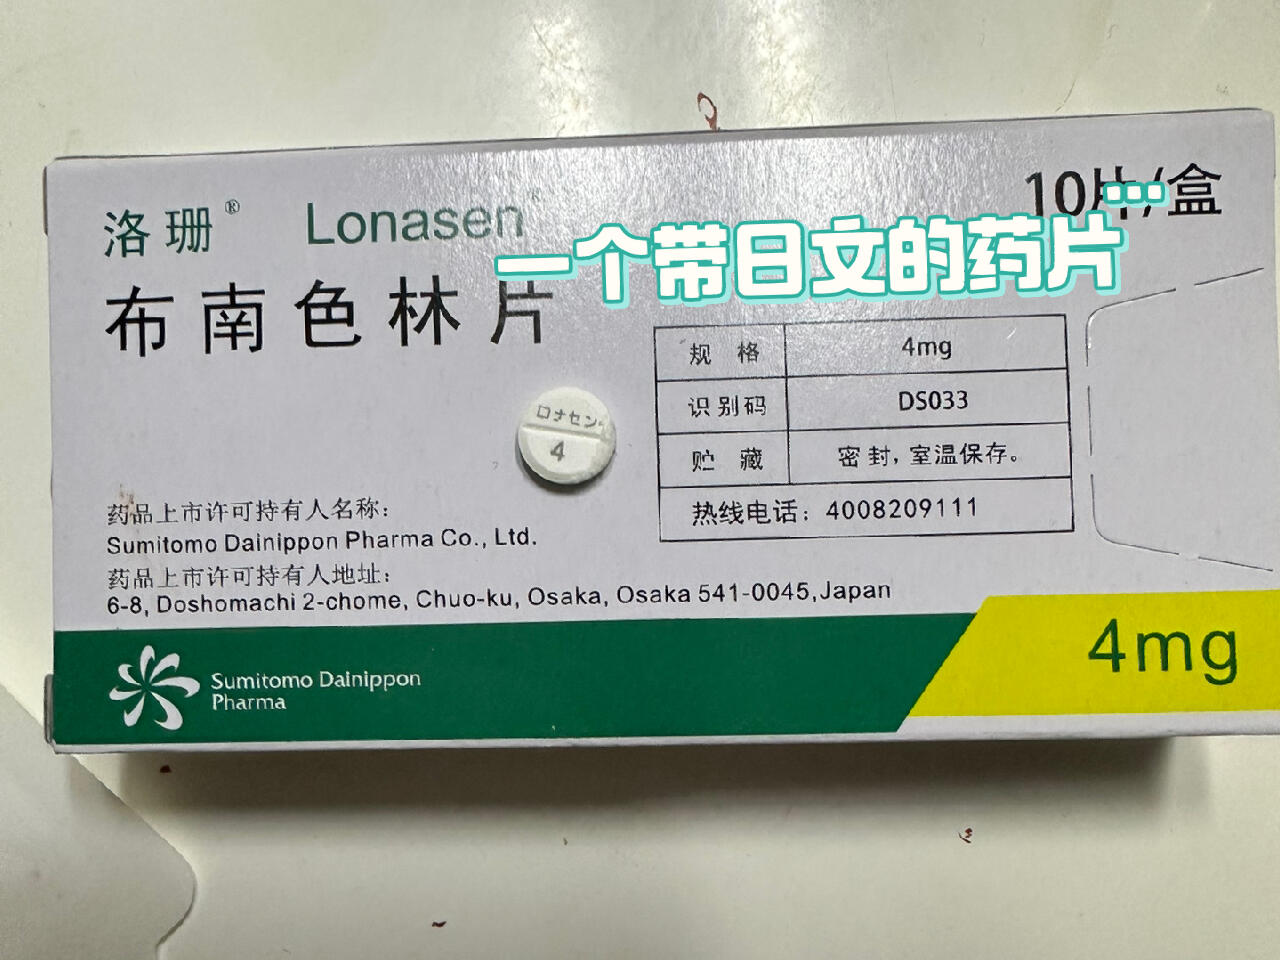 洛珊® Lonasen®
10片/盒
一个带日文的药片…
布南色林片
规格 4mg
识别码 DS033
贮藏 密封，室温保存。
热线电话：4008209111
ロナセン
4
药品上市许可持有人名称：
Sumitomo Dainippon Pharma Co., Ltd.
药品上市许可持有人地址：
6-8, Doshomachi 2-chome, Chuo-ku, Osaka, Osaka 541-0045,Japan
Sumitomo Dainippon
Pharma
4mg